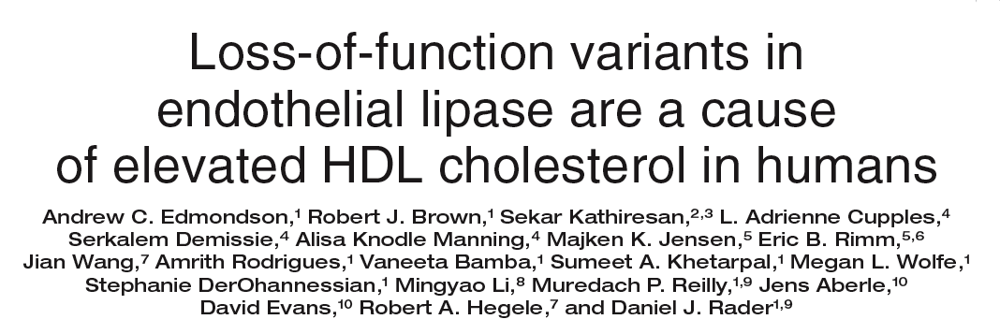 Loss-of-function variants in
endothelial lipase are a cause
of elevated HDL cholesterol in humans
Andrew C. Edmondson,¹ Robert J. Brown,¹ Sekar Kathiresan,²,³ L. Adrienne Cupples,⁴
Serkalem Demissie,⁴ Alisa Knodle Manning,⁴ Majken K. Jensen,⁵ Eric B. Rimm,⁵,⁶
Jian Wang,⁷ Amrith Rodrigues,¹ Vaneeta Bamba,¹ Sumeet A. Khetarpal,¹ Megan L. Wolfe,¹
Stephanie DerOhannessian,¹ Mingyao Li,⁸ Muredach P. Reilly,¹,⁹ Jens Aberle,¹⁰
David Evans,¹⁰ Robert A. Hegele,⁷ and Daniel J. Rader¹,⁹